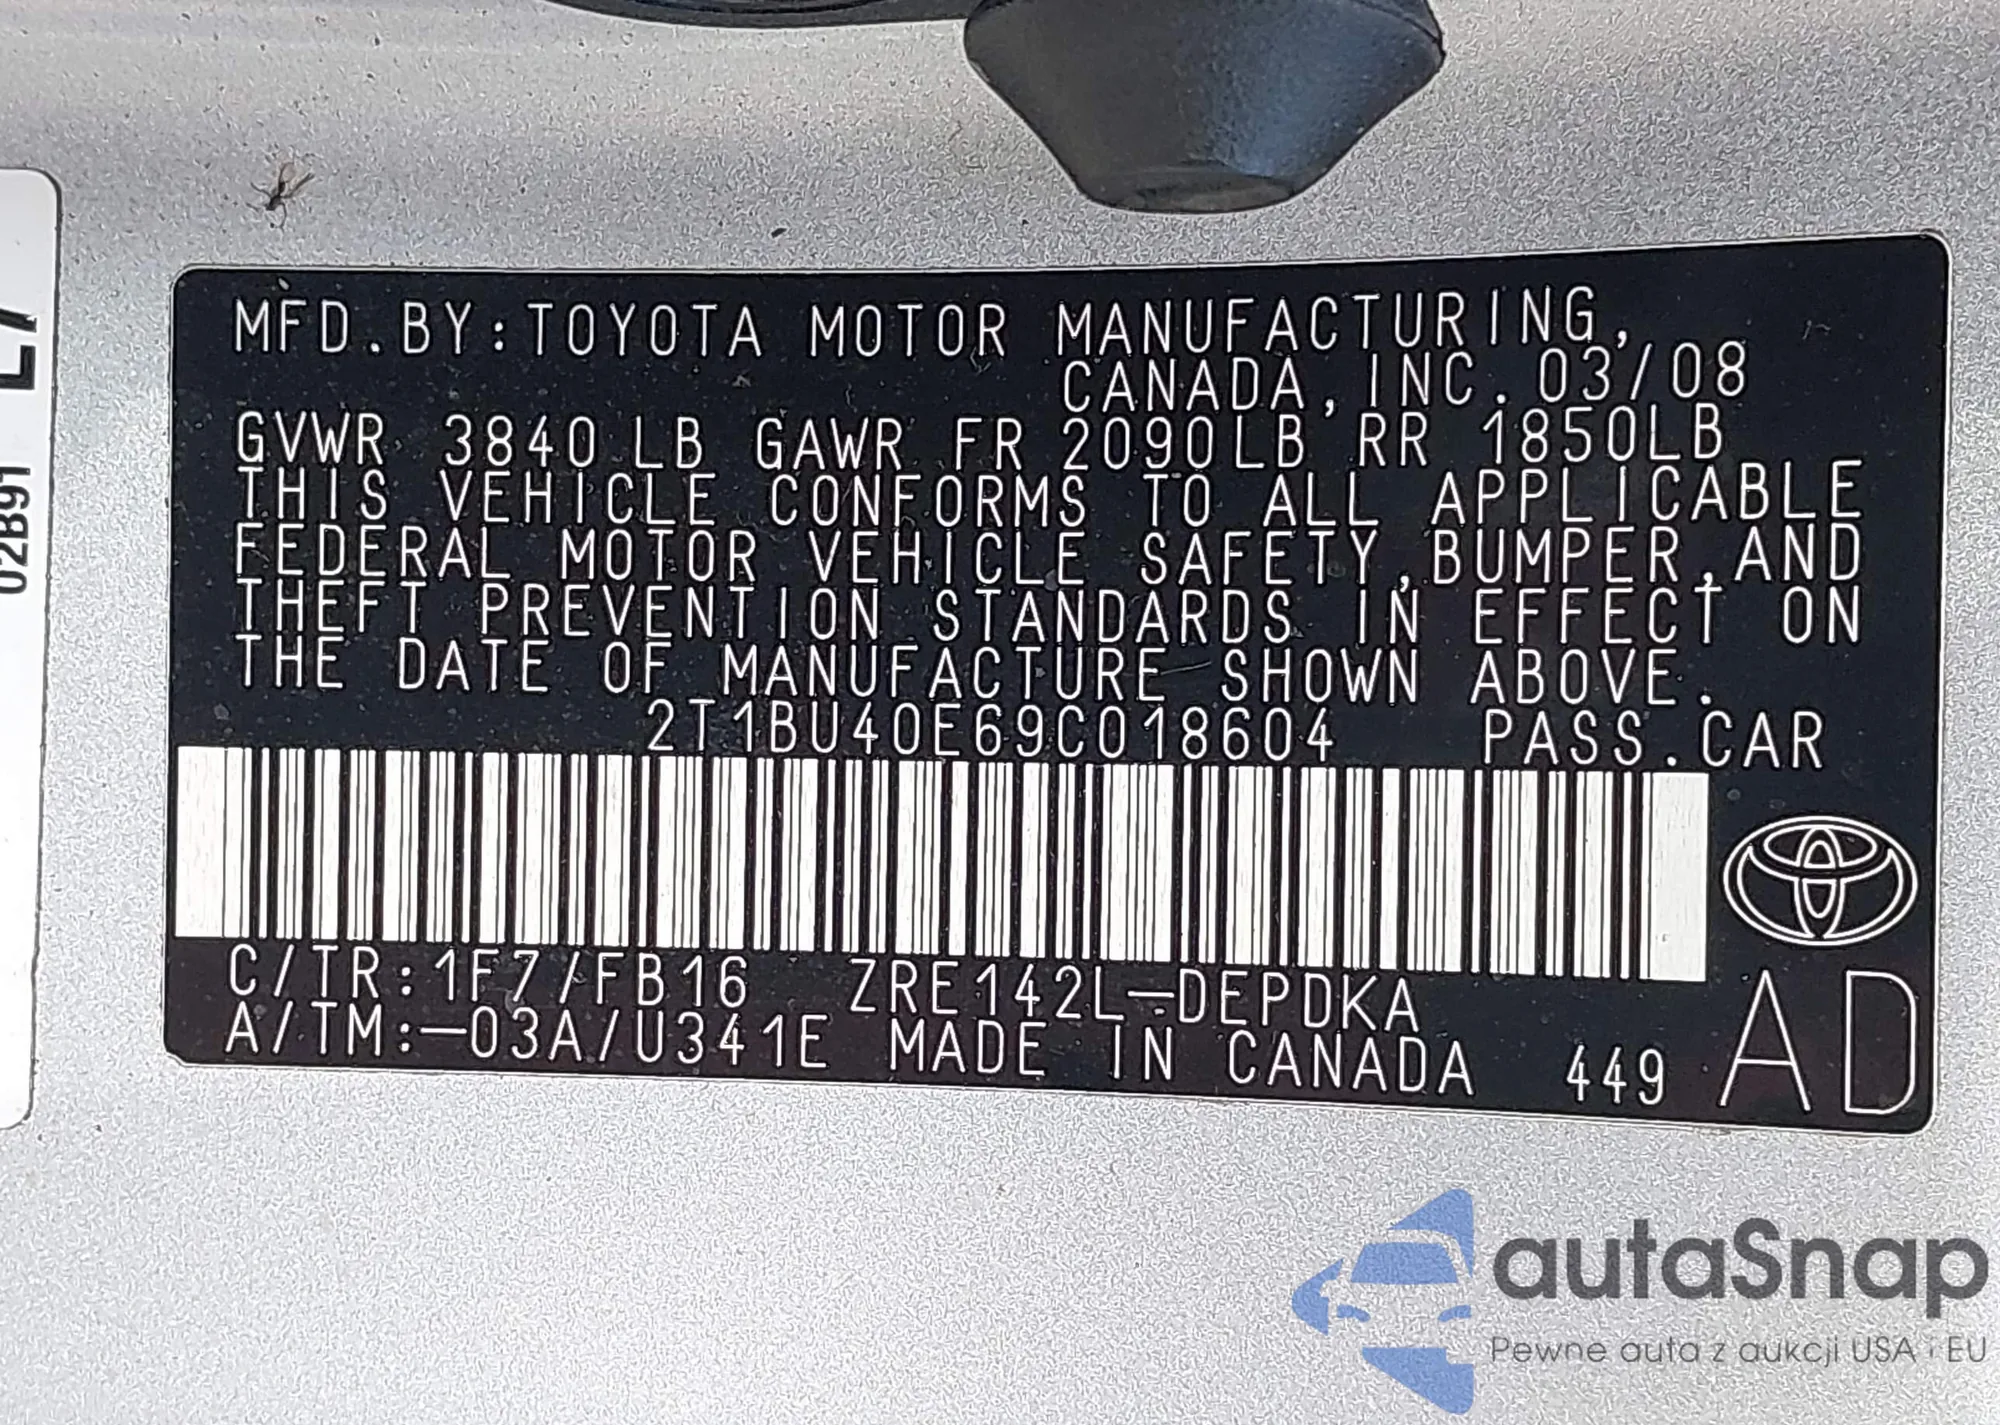 MFD.BY:TOYOTA MOTOR MANUFACTURING,
CANADA,INC.03/08
GVWR 3840LB GAWR FR 2090LB RR 1850LB
THIS VEHICLE CONFORMS TO ALL APPLICABLE
FEDERAL MOTOR VEHICLE SAFETY,BUMPER,AND
THEFT PREVENTION STANDARDS IN EFFECT ON
THE DATE OF MANUFACTURE SHOWN ABOVE.
2T1BU40E69C018604 PASS.CAR
C/TR:1F7/FB16 ZRE142L-DEPDKA
A/TM:-03A/U341E MADE IN CANADA 449
AD
02B91
autaSnap
Pewne auta z aukcji USA i EU